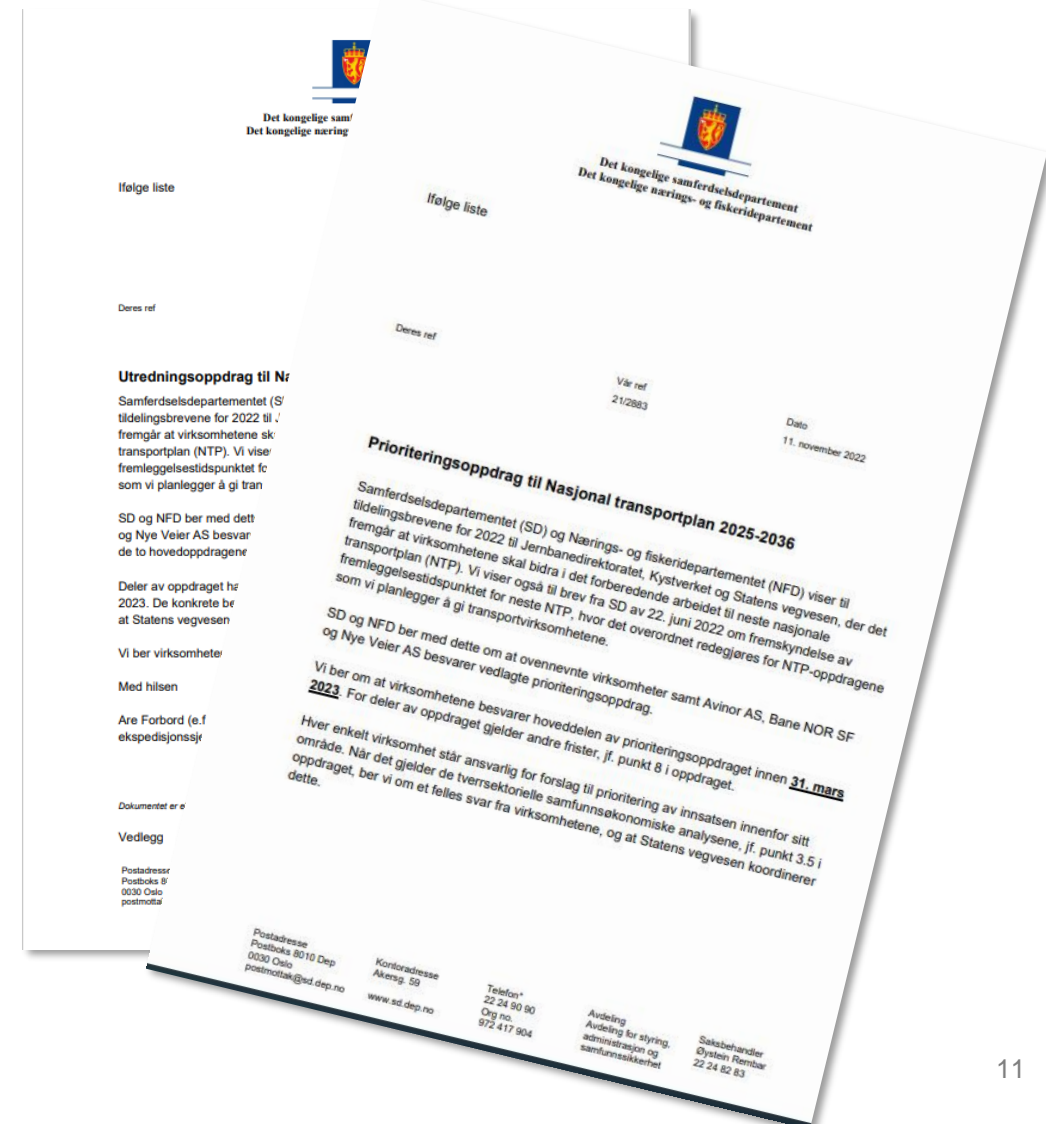 Det kongelige
Det kongelige næring
Ifølge liste
Deres ref
Utredningsoppdrag til
Samferdselsdepartementet
tildelingsbrevene for 2022 til
fremgår at virksomhetene
transportplan (NTP). Vi
fremleggelsestidspunktet
som vi planlegger å gi tran
SD og NFD ber med
og Nye Veier AS besvar
de to hovedoppdragene
Deler av oppdraget
2023. De konkrete
at Statens vegvesen
Vi ber
Med hilsen
Are Forbord (e.f
Dokumentet er
Vedlegg
Postadresse
Postboks
0030 Oslo
Det kongelige samferdselsdepartement
Det kongelige nærings- og fiskeridepartement
Ifølge liste
Deres ref
Vår ref
21/2883
Dato
11. november 2022
Prioriteringsoppdrag til Nasjonal transportplan 2025-2036
Samferdselsdepartementet (SD) og Nærings- og fiskeridepartementet (NFD) viser til
tildelingsbrevene for 2022 til Jernbanedirektoratet, Kystverket og Statens vegvesen, der det
fremgår at virksomhetene skal bidra i det forberedende arbeidet til neste nasjonale
transportplan (NTP). Vi viser også til brev fra SD av 22. juni 2022 om fremskyndelse av
fremleggelsestidspunktet for neste NTP, hvor det overordnet redegjøres for NTP-oppdragene
som vi planlegger å gi transportvirksomhetene.
SD og NFD ber med dette om at ovennevnte virksomheter samt Avinor AS, Bane NOR SF
og Nye Veier AS besvarer vedlagte prioriteringsoppdrag.
Vi ber om at virksomhetene besvarer hoveddelen av prioriteringsoppdraget innen 31. mars
2023. For deler av oppdraget gjelder andre frister, jf. punkt 8 i oppdraget.
Hver enkelt virksomhet står ansvarlig for forslag til prioritering av innsatsen innenfor sitt
område. Når det gjelder de tverrsektorielle samfunnsøkonomiske analysene, jf. punkt 3.5 i
oppdraget, ber vi om et felles svar fra virksomhetene, og at Statens vegvesen koordinerer
dette.
Postadresse
Postboks 8010 Dep
0030 Oslo
postmottak@sd.dep.no
Kontoradresse
Akersg. 59
www.sd.dep.no
Telefon*
22 24 90 90
Org no.
972 417 904
Avdeling
Avdeling for styring,
administrasjon og
samfunnssikkerhet
Saksbehandler
Øystein Rembar
22 24 82 83
11